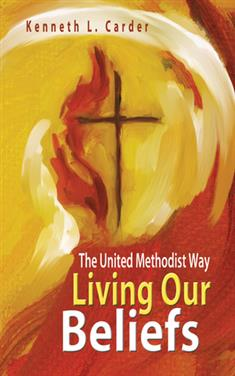 Kenneth L. Carder
The United Methodist Way
Living Our
Beliefs